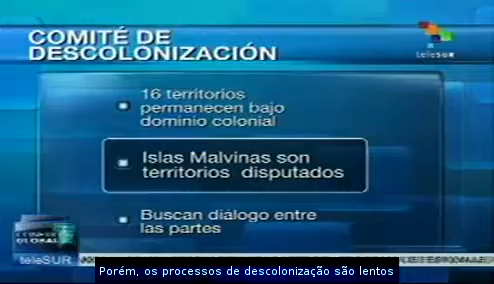 COMITÉ DE
DESCOLONIZACIÓN
teleSUR
16 territorios
permanecen bajo
dominio colonial
Islas Malvinas son
territorios disputados
Buscan diálogo entre
las partes
GLOBAL
teleSUR
Porém, os processos de descolonização são lentos